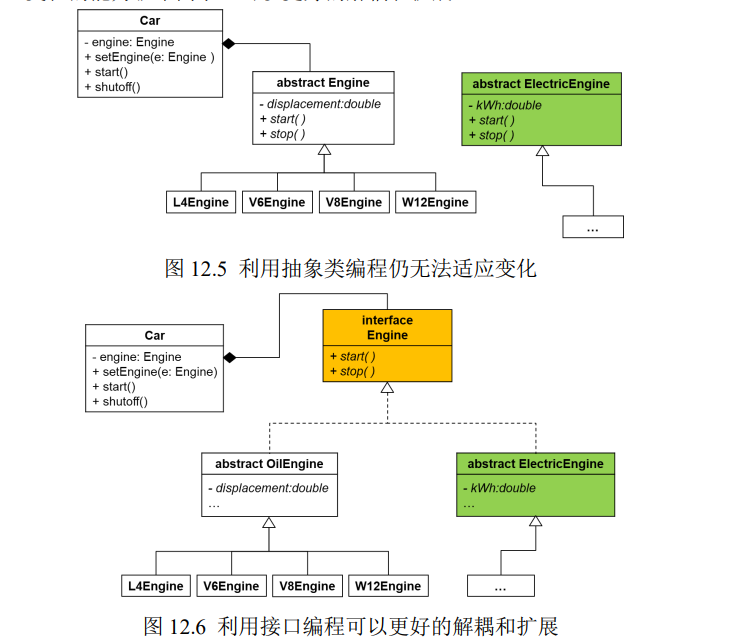 Car
- engine: Engine
+ setEngine(e: Engine )
+ start()
+ shutoff()
abstract Engine
- displacement:double
+ start( )
+ stop( )
abstract ElectricEngine
- kWh:double
+ start( )
+ stop( )
L4Engine
V6Engine
V8Engine
W12Engine
...
图 12.5 利用抽象类编程仍无法适应变化
interface
Engine
+ start( )
+ stop( )
Car
- engine: Engine
+ setEngine(e: Engine)
+ start()
+ shutoff()
abstract OilEngine
- displacement:double
...
abstract ElectricEngine
- kWh:double
...
L4Engine
V6Engine
V8Engine
W12Engine
...
图 12.6 利用接口编程可以更好的解耦和扩展